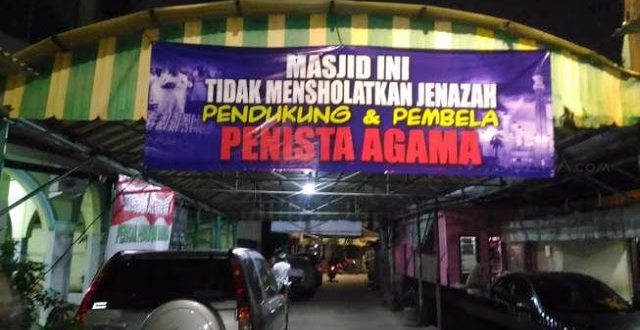 MASJID INI
TIDAK MENSHOLATKAN JENAZAH
PENDUKUNG & PEMBELA
PENISTA AGAMA